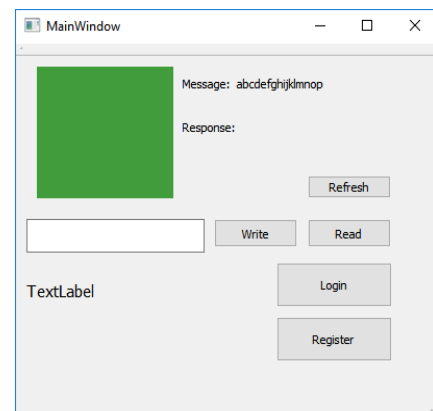 MainWindow
Message: abcdefghijklmnop
Response:
Refresh
Write Read
TextLabel
Login
Register